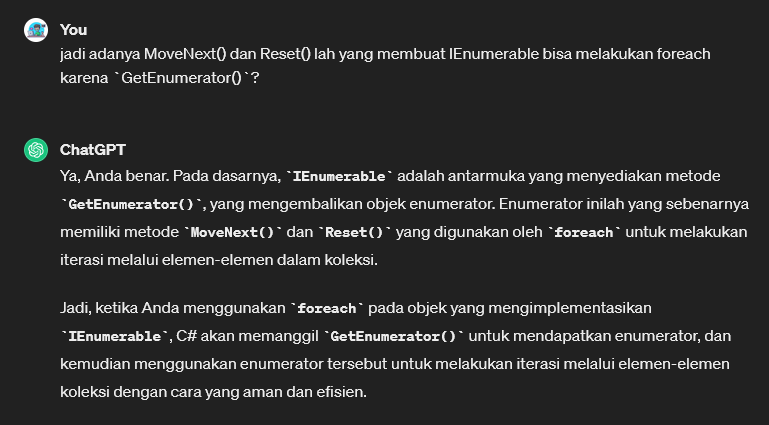 You
jadi adanya MoveNext() dan Reset() lah yang membuat IEnumerable bisa melakukan foreach
karena `GetEnumerator()`?
ChatGPT
Ya, Anda benar. Pada dasarnya, `IEnumerable` adalah antarmuka yang menyediakan metode
`GetEnumerator()`, yang mengembalikan objek enumerator. Enumerator inilah yang sebenarnya
memiliki metode `MoveNext()` dan `Reset()` yang digunakan oleh `foreach` untuk melakukan
iterasi melalui elemen-elemen dalam koleksi.
Jadi, ketika Anda menggunakan `foreach` pada objek yang mengimplementasikan
`IEnumerable`, C# akan memanggil `GetEnumerator()` untuk mendapatkan enumerator, dan
kemudian menggunakan enumerator tersebut untuk melakukan iterasi melalui elemen-elemen
koleksi dengan cara yang aman dan efisien.